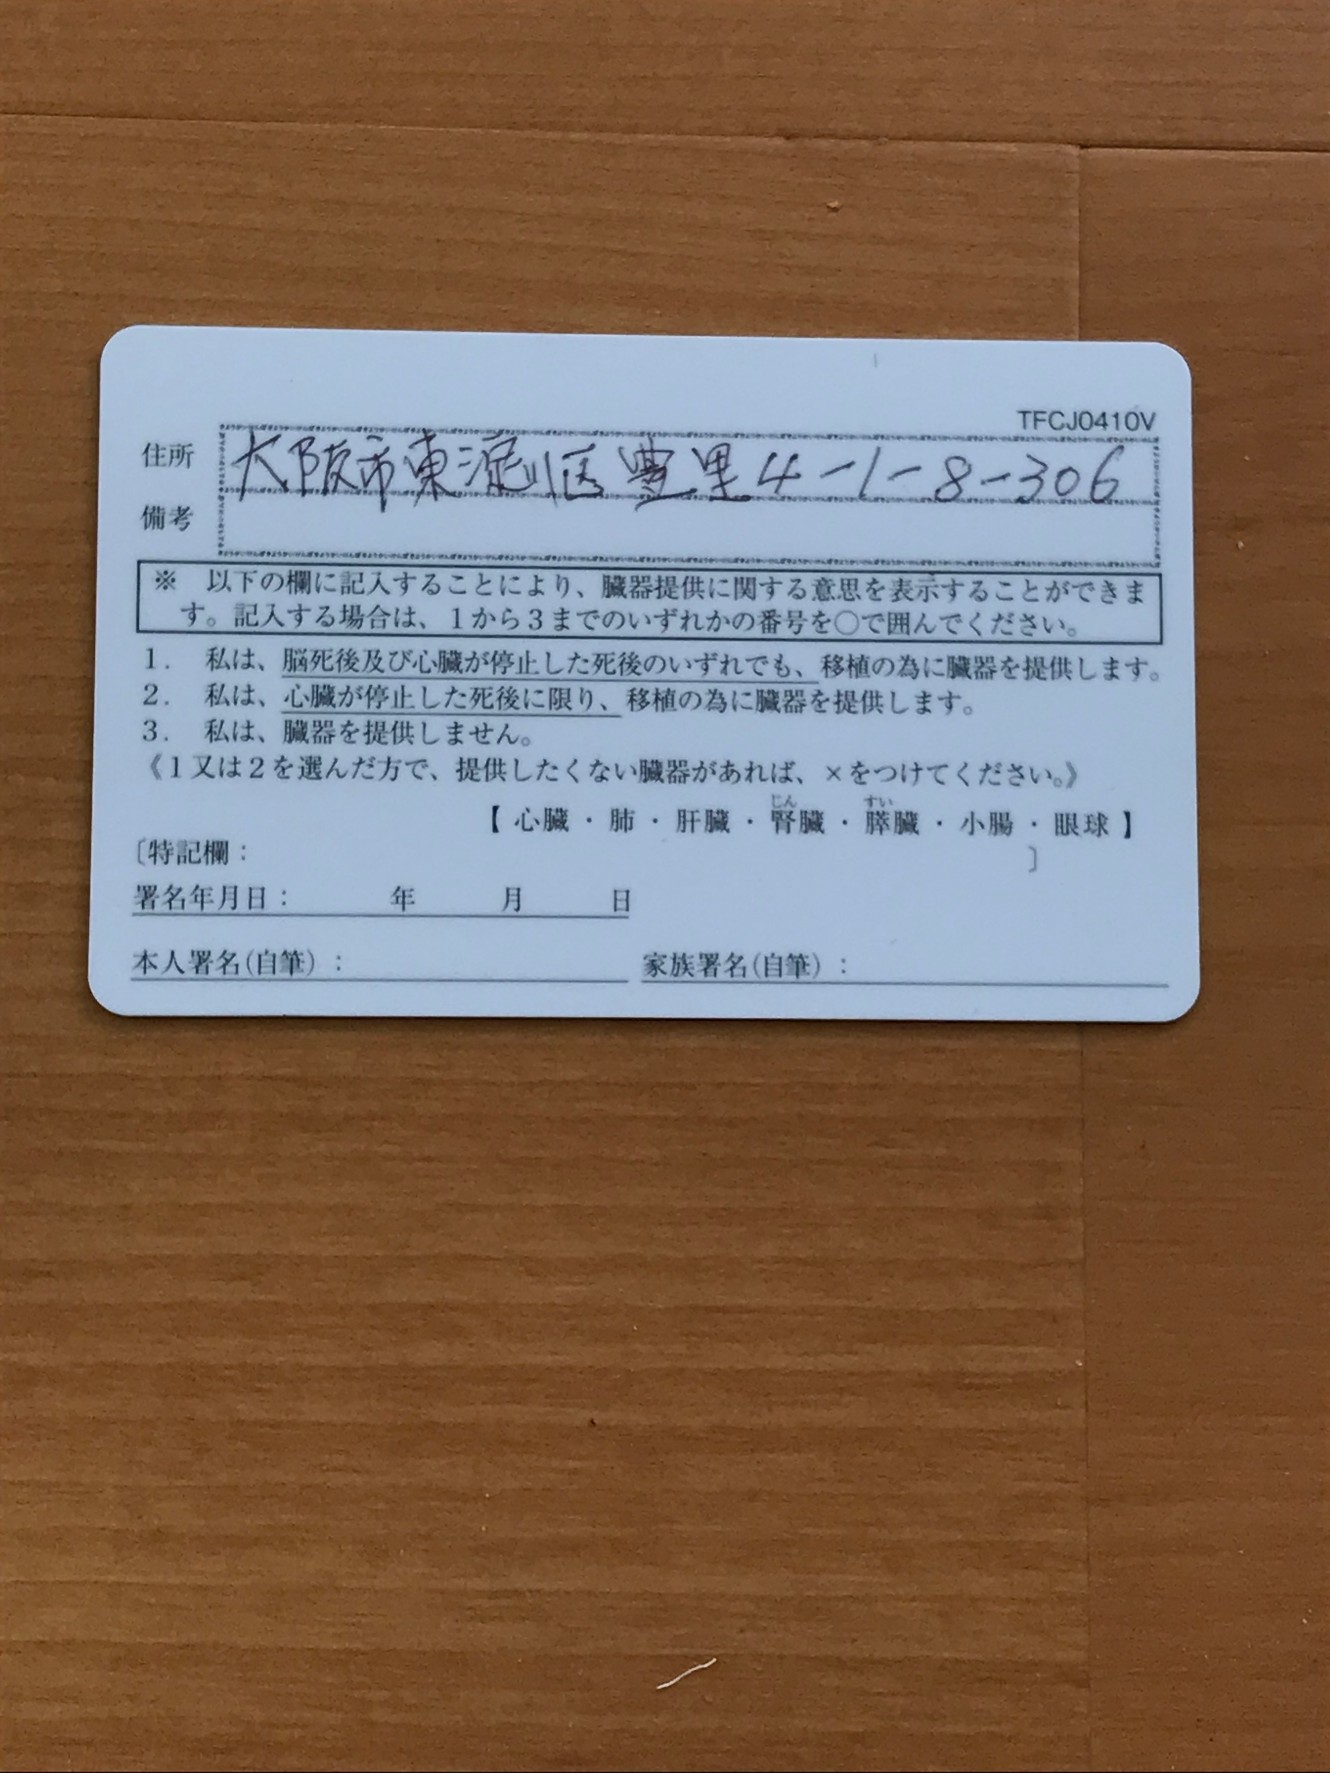 TFCJ0410V
住所 大阪市東淀川区豊里4-1-8-306
備考
※ 以下の欄に記入することにより、臓器提供に関する意思を表示することができま
す。記入する場合は、1から3までのいずれかの番号を○で囲んでください。
1. 私は、脳死後及び心臓が停止した死後のいずれでも、移植の為に臓器を提供します。
2. 私は、心臓が停止した死後に限り、移植の為に臓器を提供します。
3. 私は、臓器を提供しません。
《1又は2を選んだ方で、提供したくない臓器があれば、×をつけてください。》
じん すい
【 心臓 ・ 肺 ・ 肝臓 ・ 腎臓 ・ 膵臓 ・ 小腸 ・ 眼球 】
〔特記欄： 〕
署名年月日： 年 月 日
本人署名(自筆)： 家族署名(自筆)：